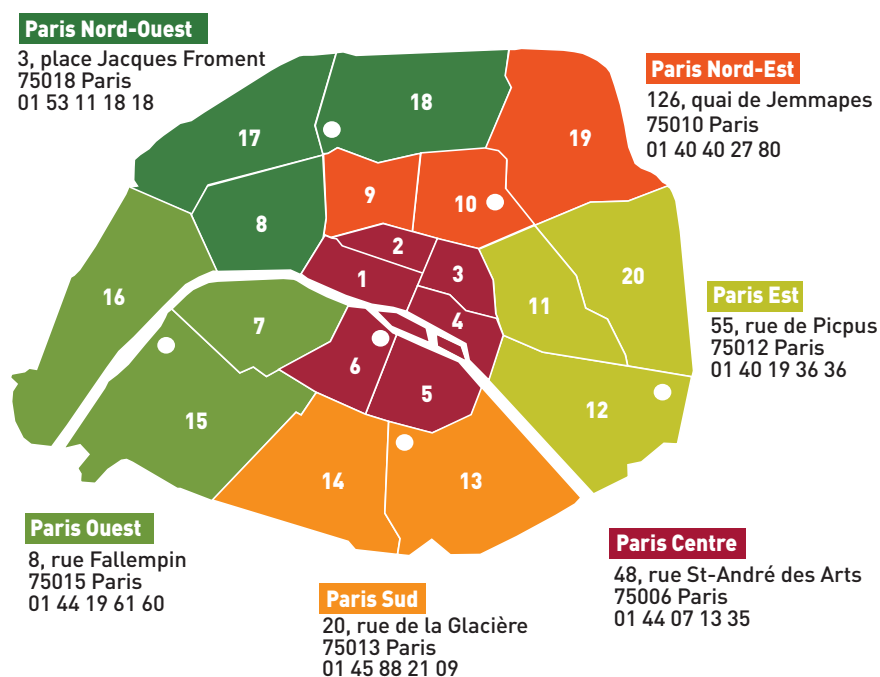 Paris Nord-Ouest
3, place Jacques Froment
75018 Paris
01 53 11 18 18
Paris Nord-Est
126, quai de Jemmapes
75010 Paris
01 40 40 27 80
18
17
19
9
10
8
2
3
1
20
16
11
7
4
6
5
12
15
14
13
Paris Est
55, rue de Picpus
75012 Paris
01 40 19 36 36
Paris Ouest
8, rue Fallempin
75015 Paris
01 44 19 61 60
Paris Sud
20, rue de la Glacière
75013 Paris
01 45 88 21 09
Paris Centre
48, rue St-André des Arts
75006 Paris
01 44 07 13 35